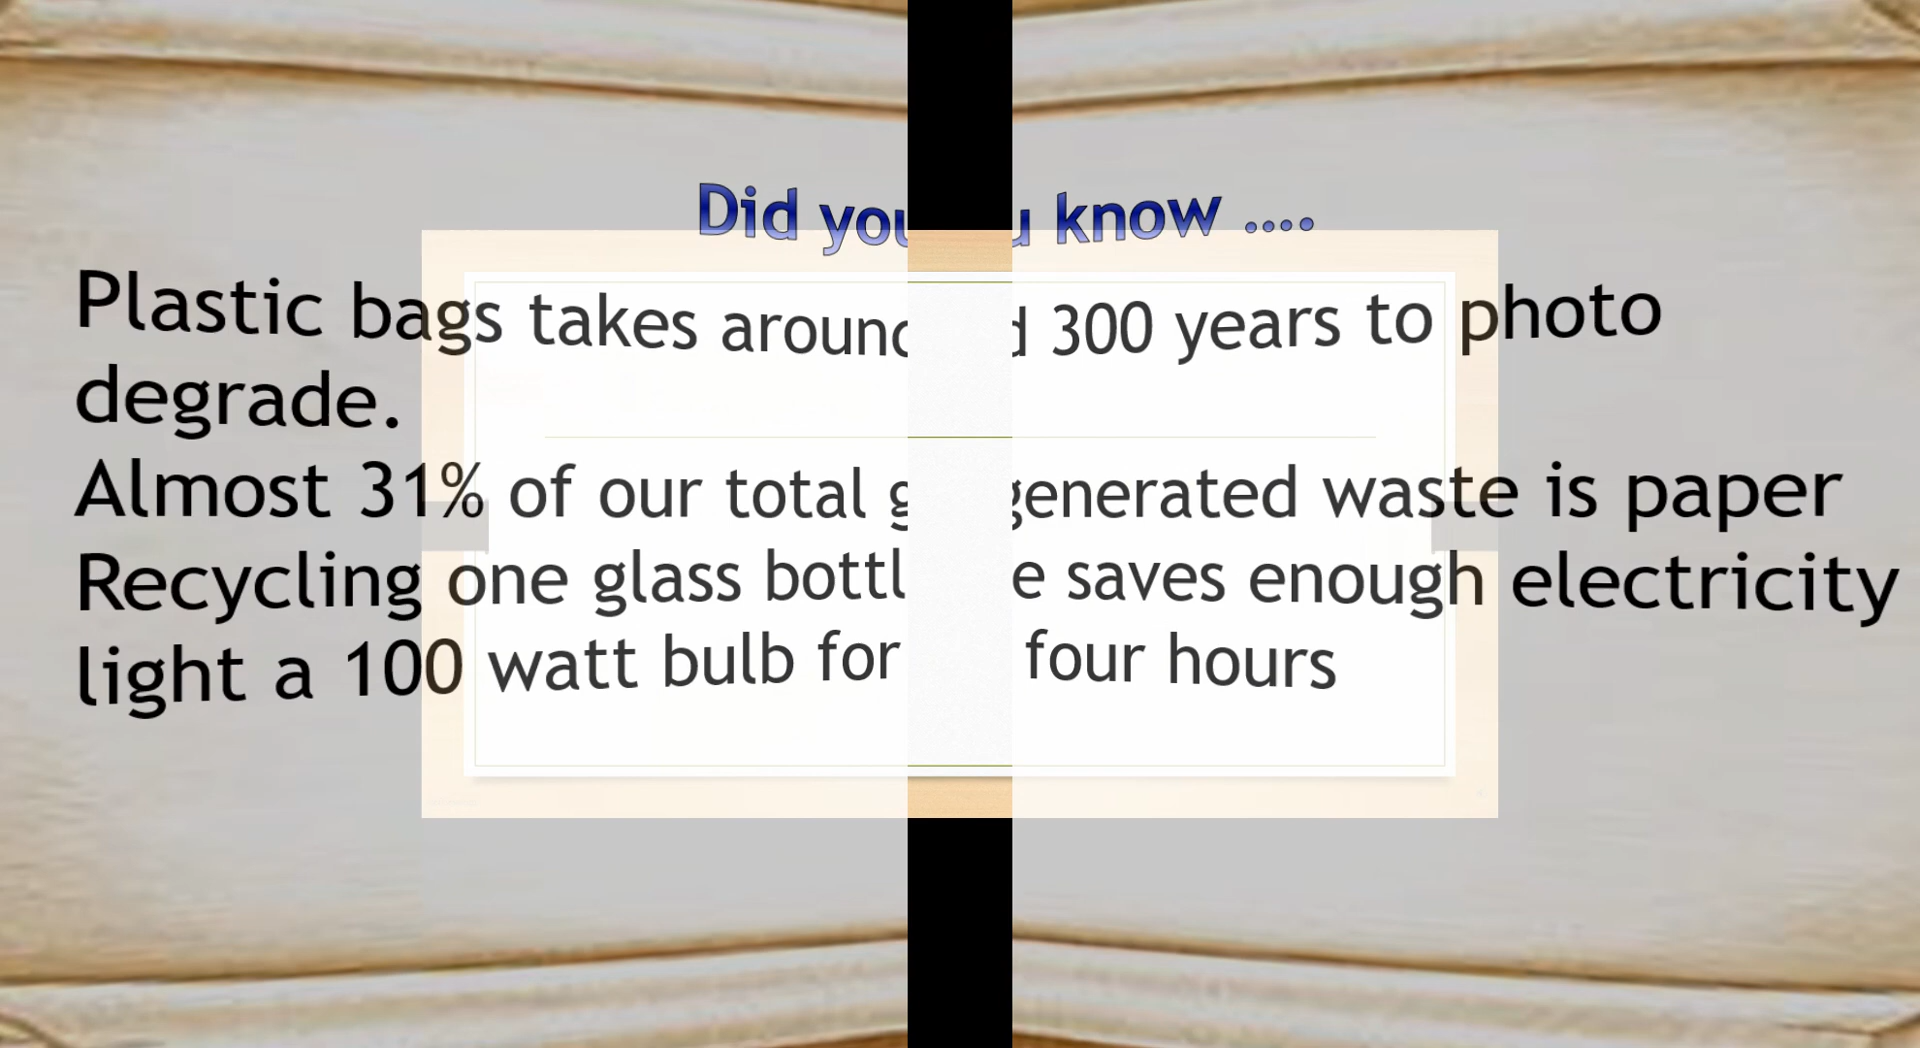 Did you know ....
Plastic bags takes around 300 years to photo
degrade.
Almost 31% of our total generated waste is paper
Recycling one glass bottle saves enough electricity
light a 100 watt bulb for four hours